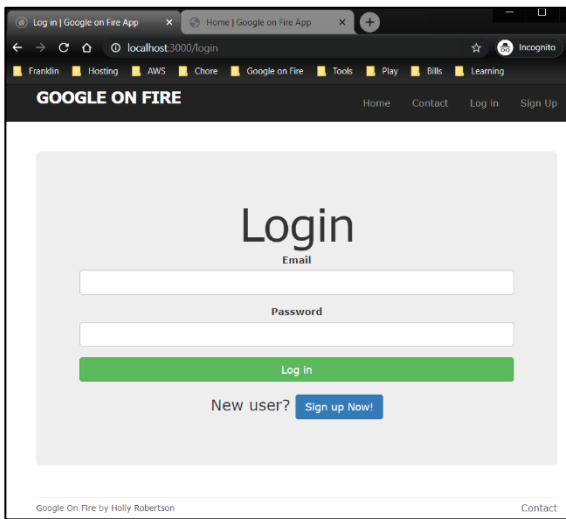 Log in | Google on Fire App Home | Google on Fire App
localhost:3000/login Incognito
Franklin Hosting AWS Chore Google on Fire Tools Play Bills Learning
GOOGLE ON FIRE Home Contact Log in Sign Up
Login
Email
Password
Log in
New user? Sign up Now!
Google On Fire by Holly Robertson Contact